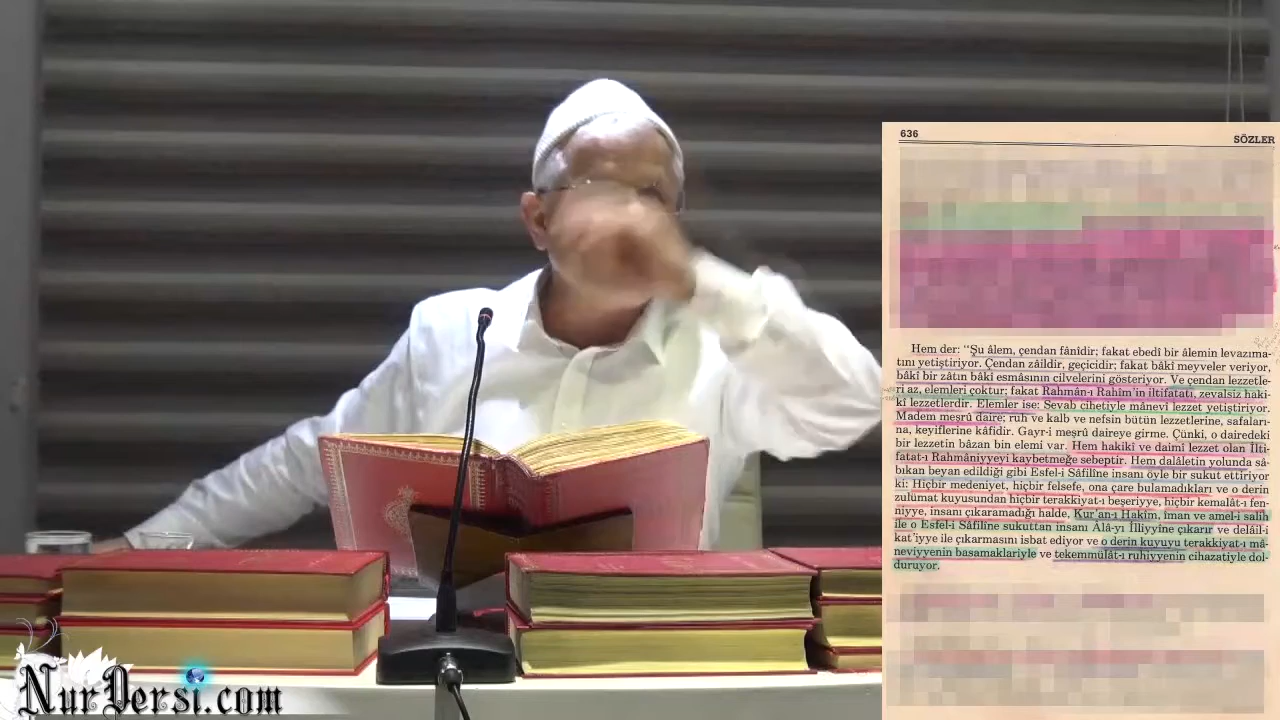 636
SÖZLER
Hem der: "Şu âlem, çendan fânîdir; fakat ebedî bir âlemin levazıma-
tını yetiştiriyor. Çendan zâildir, geçicidir; fakat bâki meyveler veriyor,
bâkî bir zâtın bâki esmâsının cilvelerini gösteriyor. Ve çendan lezzetle-
ri az, elemleri çoktur; fakat Rahmân-ı Rahîm'in iltifatatı, zevalsiz haki-
kî lezzetlerdir. Elemler ise: Sevab cihetiyle mânevî lezzet yetiştiriyor.
Madem meşrû daire; ruh ve kalb ve nefsin bütün lezzetlerine, safaları-
na, keyiflerine kâfidir. Gayr-i meşrû daireye girme. Çünki, o dairedeki
bir lezzetin bâzan bin elemi var. Hem hakikî ve daimî lezzet olan İlti-
fatat-ı Rahmâniyyeyi kaybetmeğe sebeptir. Hem dalâletin yolunda sâ-
bıkan beyan edildiği gibi Esfel-i Sâfilîne insanı öyle bir sukut ettiriyor
ki: Hiçbir medeniyet, hiçbir felsefe, ona çare bulamadıkları ve o derin
zulümat kuyusundan hiçbir terakkiyat-ı beşeriyye, hiçbir kemalât-ı fen-
niyye, insanı çıkaramadığı halde, Kur'an-ı Hakîm, iman ve amel-i salih
ile o Esfel-i Sâfilîne sukuttan insanı Âlâ-yı İlliyyîne çıkarır ve delâil-i
kat'iyye ile çıkarmasını isbat ediyor ve o derin kuyuyu terakkiyat-ı mâ-
neviyyenin basamaklariyle ve tekemmülât-ı ruhiyyenin cihazatiyle dol-
duruyor.
NurDersi.com